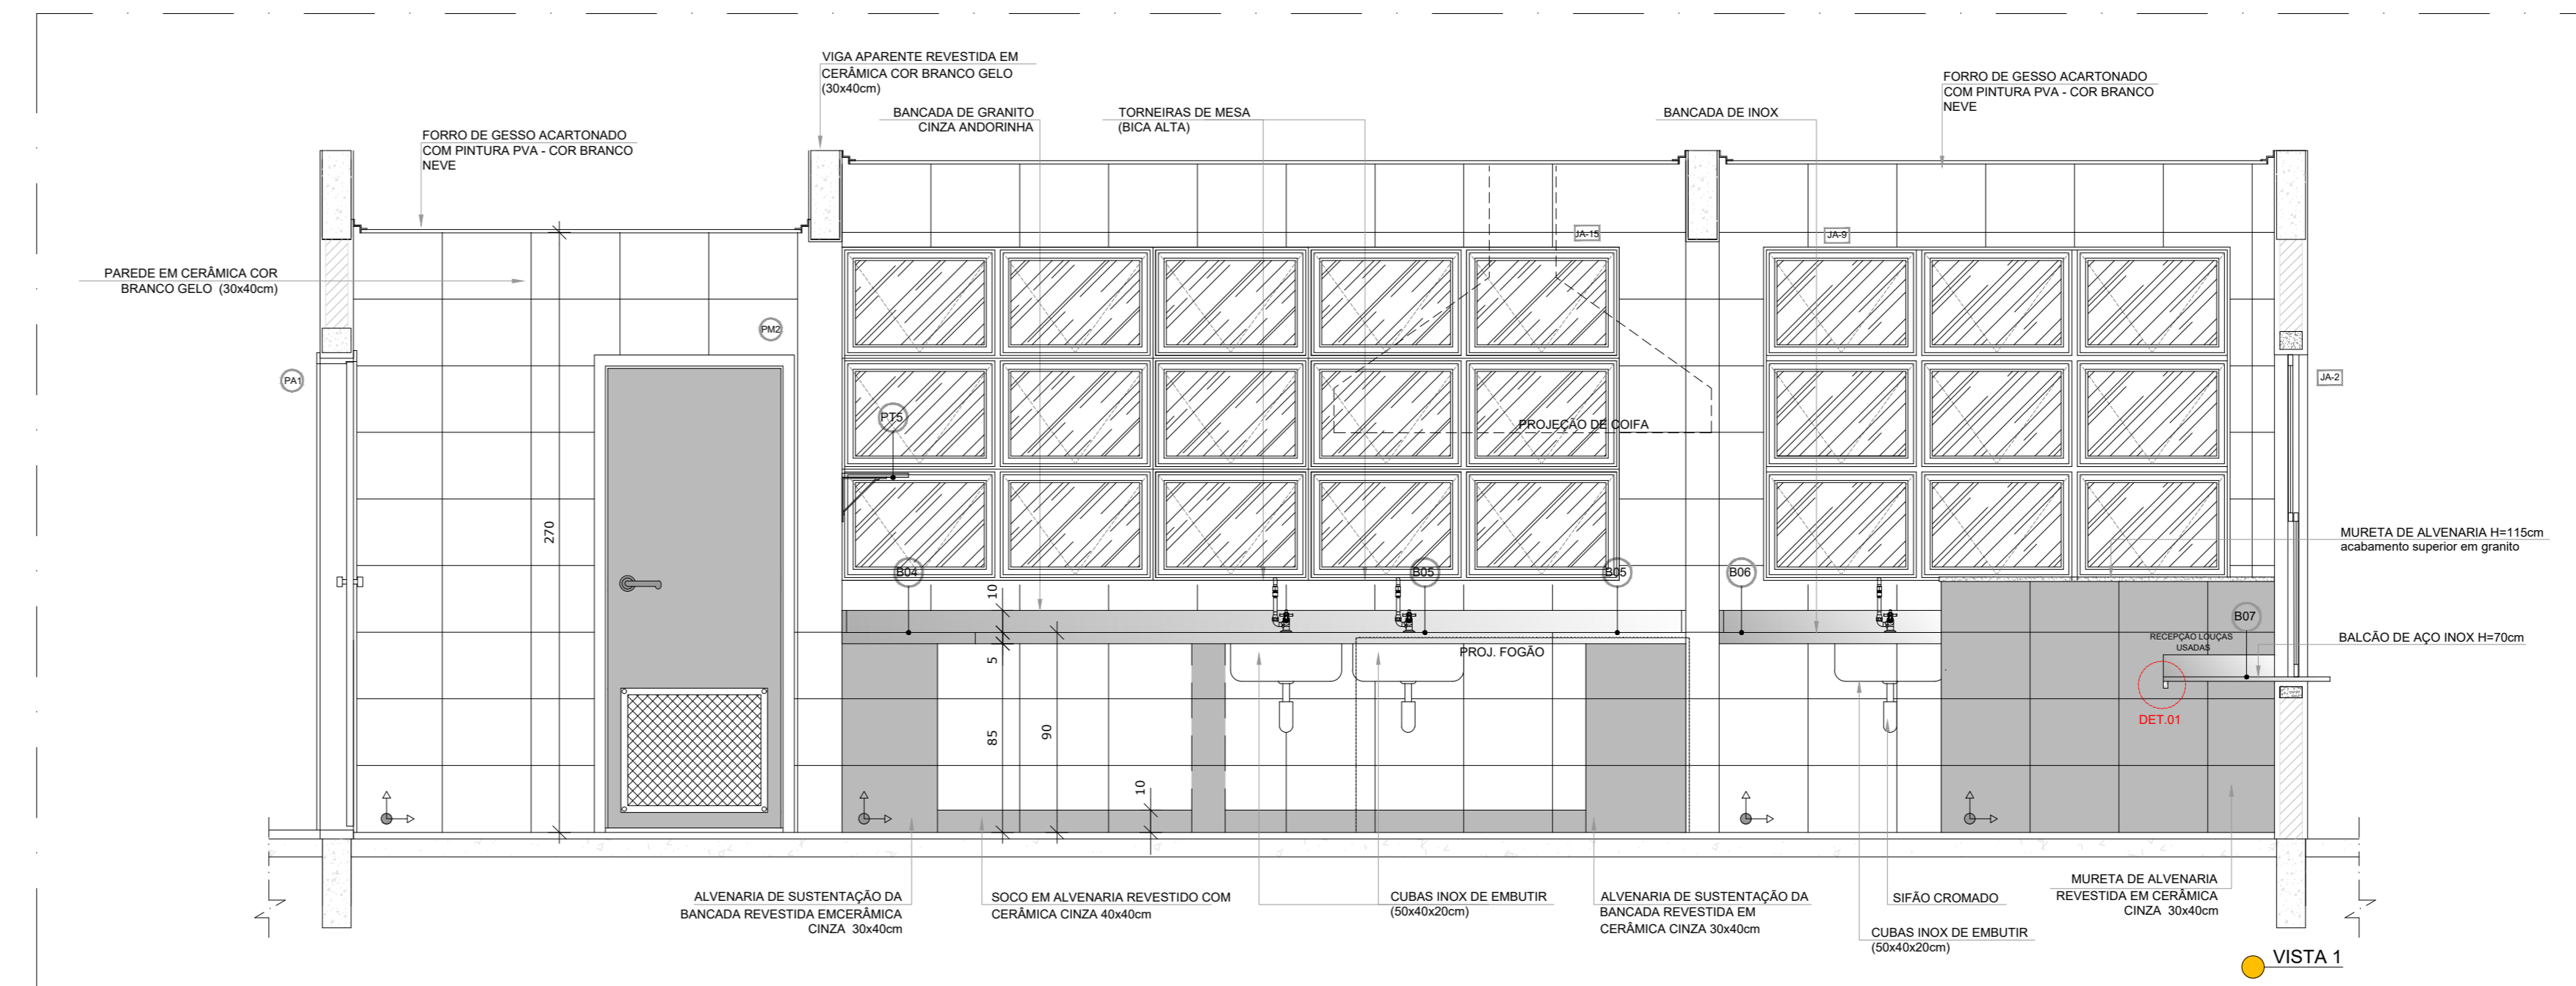 VIGA APARENTE REVESTIDA EM
CERÂMICA COR BRANCO GELO
(30x40cm)
FORRO DE GESSO ACARTONADO
COM PINTURA PVA - COR BRANCO
NEVE
BANCADA DE GRANITO
CINZA ANDORINHA
TORNEIRAS DE MESA
(BICA ALTA)
BANCADA DE INOX
FORRO DE GESSO ACARTONADO
COM PINTURA PVA - COR BRANCO
NEVE
JA-15
JA-9
PAREDE EM CERÂMICA COR
BRANCO GELO (30x40cm)
PM2
PA1
JA-2
PT5
PROJEÇÃO DE COIFA
270
MURETA DE ALVENARIA H=115cm
acabamento superior em granito
B04
B05
B05
B06
10
B07
RECEPÇÃO LOUÇAS
USADAS
BALCÃO DE AÇO INOX H=70cm
5
PROJ. FOGÃO
DET.01
85
90
10
ALVENARIA DE SUSTENTAÇÃO DA
BANCADA REVESTIDA EMCERÂMICA
CINZA 30x40cm
SOCO EM ALVENARIA REVESTIDO COM
CERÂMICA CINZA 40x40cm
CUBAS INOX DE EMBUTIR
(50x40x20cm)
ALVENARIA DE SUSTENTAÇÃO DA
BANCADA REVESTIDA EM
CERÂMICA CINZA 30x40cm
SIFÃO CROMADO
CUBAS INOX DE EMBUTIR
(50x40x20cm)
MURETA DE ALVENARIA
REVESTIDA EM CERÂMICA
CINZA 30x40cm
VISTA 1